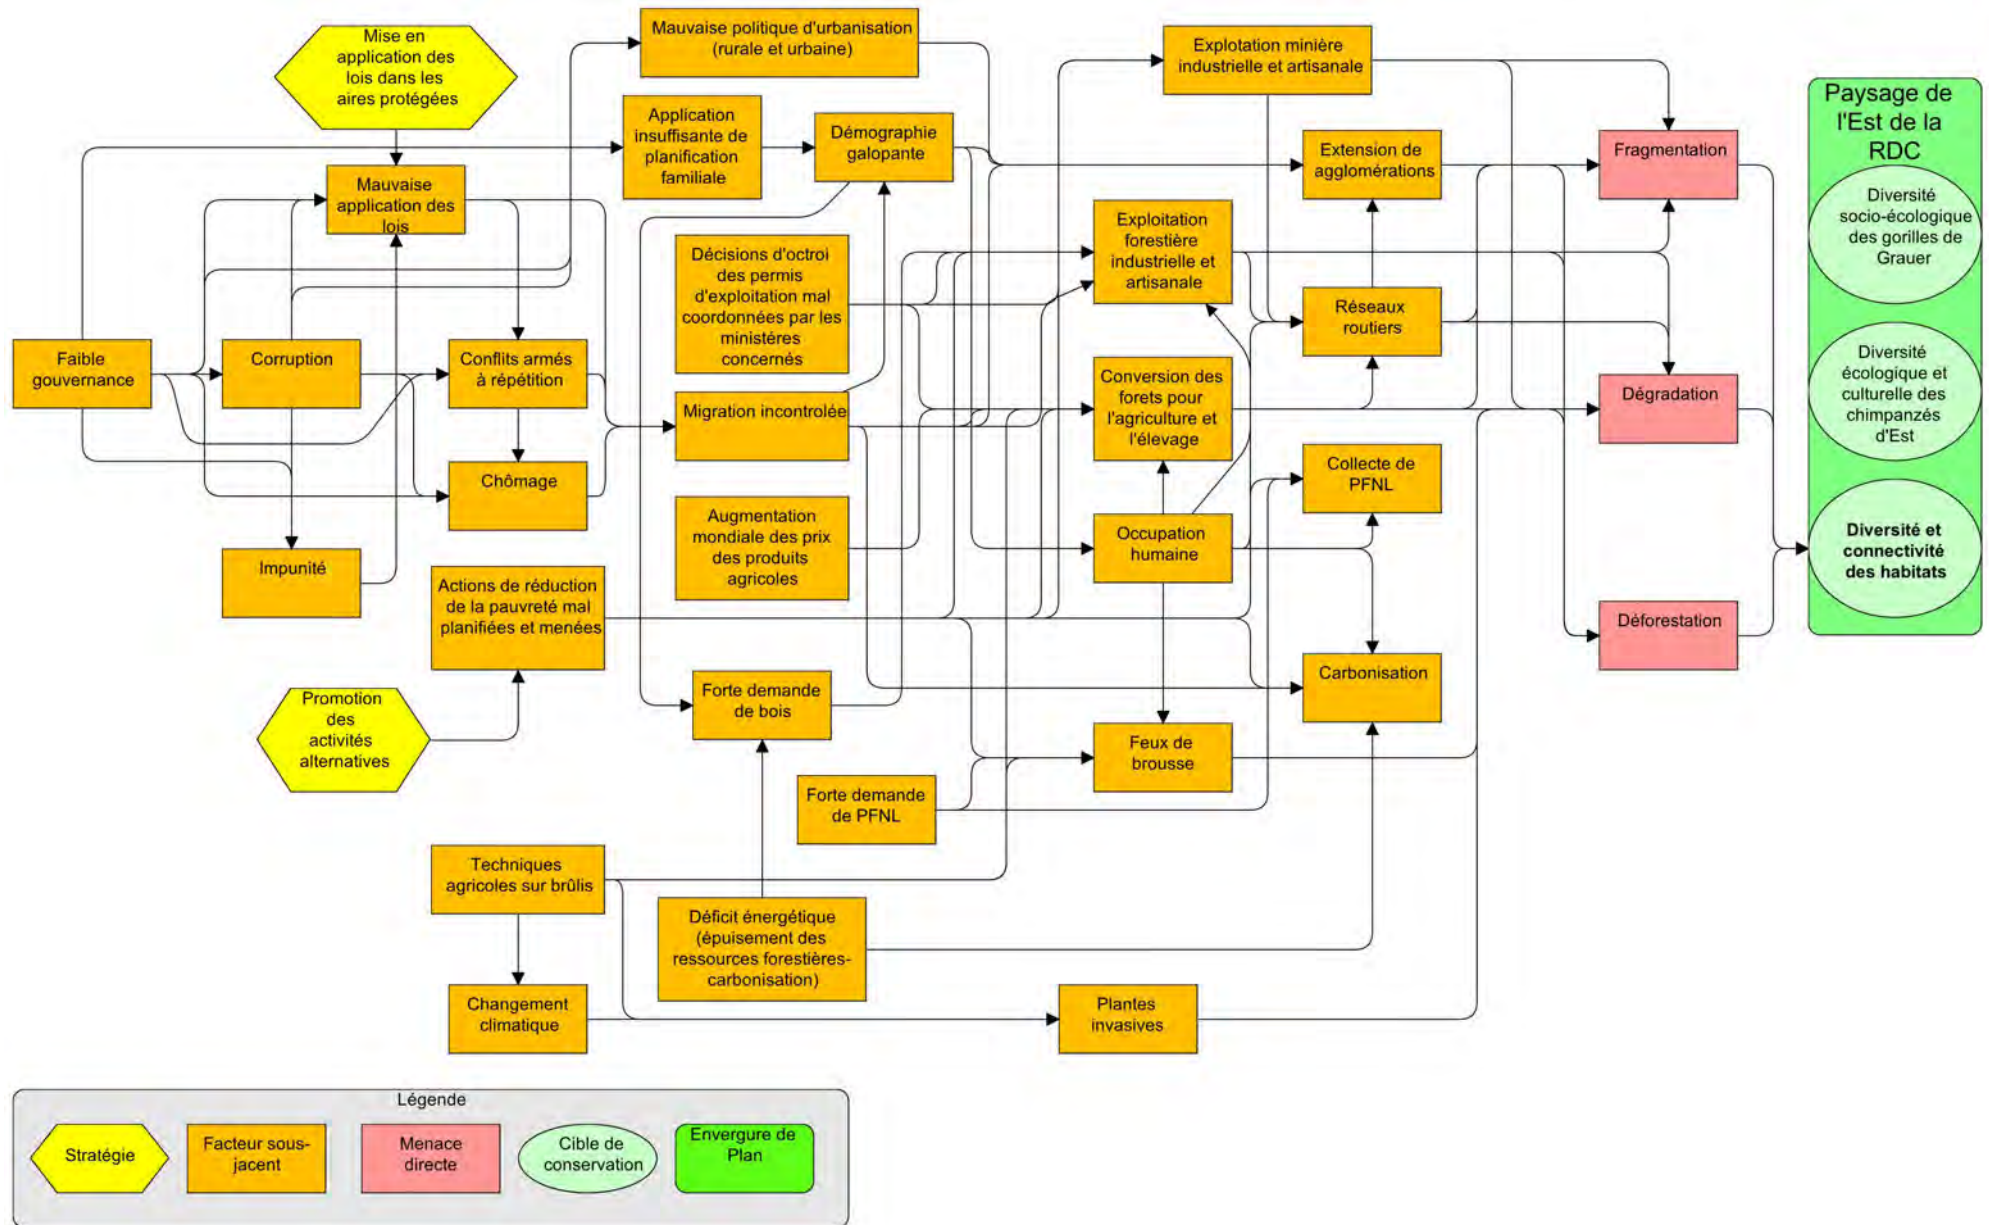 Mise en
application des
lois dans les
aires protégées
Mauvaise politique d'urbanisation
(rurale et urbaine)
Explotation minière
industrielle et artisanale
Paysage de
l'Est de la
RDC
Application
insuffisante de
planification
familiale
Démographie
galopante
Extension de
agglomérations
Fragmentation
Mauvaise
application des
lois
Exploitation
forestière
industrielle et
artisanale
Diversité
socio-écologique
des gorilles de
Grauer
Décisions d'octroi
des permis
d'exploitation mal
coordonnées par les
ministéres
concernés
Réseaux
routiers
Faible
gouvernance
Corruption
Conflits armés
à répétition
Migration incontrolée
Conversion des
forets pour
l'agriculture et
l'élevage
Dégradation
Diversité
écologique et
culturelle des
chimpanzés
d'Est
Chômage
Collecte de
PFNL
Augmentation
mondiale des prix
des produits
agricoles
Occupation
humaine
Diversité et
connectivité
des habitats
Impunité
Actions de réduction
de la pauvreté mal
planifiées et menées
Déforestation
Promotion
des
activités
alternatives
Forte demande
de bois
Carbonisation
Feux de
brousse
Forte demande
de PFNL
Techniques
agricoles sur brûlis
Déficit énergétique
(épuisement des
ressources forestières-
carbonisation)
Changement
climatique
Plantes
invasives
Légende
Stratégie
Facteur sous-
jacent
Menace
directe
Cible de
conservation
Envergure de
Plan